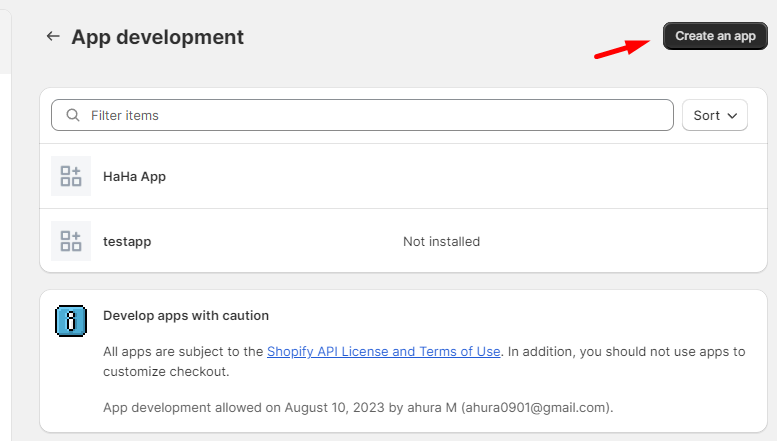 ← App development
Create an app
Filter items
Sort
HaHa App
testapp
Not installed
Develop apps with caution
All apps are subject to the Shopify API License and Terms of Use. In addition, you should not use apps to
customize checkout.
App development allowed on August 10, 2023 by ahura M (ahura0901@gmail.com).